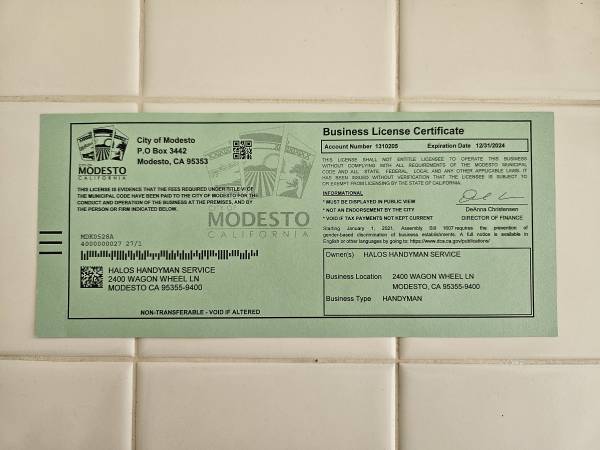 MODESTO
CALIFORNIA
City of Modesto
P.O Box 3442
Modesto, CA 95353
THIS LICENSE IS EVIDENCE THAT THE FEES REQUIRED UNDER TITLE VI OF
THE MUNICIPAL CODE HAVE BEEN PAID TO THE CITY OF MODESTO FOR THE
CONDUCT AND OPERATION OF THE BUSINESS AT THE PREMISES, AND BY
THE PERSON OR FIRM INDICATED BELOW.
CITY OF
MODESTO
CALIFORNIA
MDK0528A
4000000027 27/1
HALOS HANDYMAN SERVICE
2400 WAGON WHEEL LN
MODESTO CA 95355-9400
NON-TRANSFERABLE - VOID IF ALTERED
Business License Certificate
Account Number 1310205 Expiration Date 12/31/2024
THIS LICENSE SHALL NOT ENTITLE LICENSEE TO OPERATE THIS BUSINESS
WITHOUT COMPLYING WITH ALL REQUIREMENTS OF THE MODESTO MUNICIPAL
CODE AND ALL STATE, FEDERAL, LOCAL AND ANY OTHER APPLICABLE LAWS. IT
HAS BEEN ISSUED WITHOUT VERIFICATION THAT THE LICENSEE IS SUBJECT TO
OR EXEMPT FROM LICENSING BY THE STATE OF CALIFORNIA.
INFORMATIONAL
* MUST BE DISPLAYED IN PUBLIC VIEW
* NOT AN ENDORSEMENT BY THE CITY
* VOID IF TAX PAYMENTS NOT KEPT CURRENT
DeAnna Christensen
DIRECTOR OF FINANCE
Starting January 1, 2021, Assembly Bill 1607 requires the prevention of
gender-based discrimination of business establishments. A full notice is available in
English or other languages by going to: https://www.dca.ca.gov/publications/
Owner(s) HALOS HANDYMAN SERVICE
Business Location 2400 WAGON WHEEL LN
MODESTO, CA 95355-9400
Business Type HANDYMAN